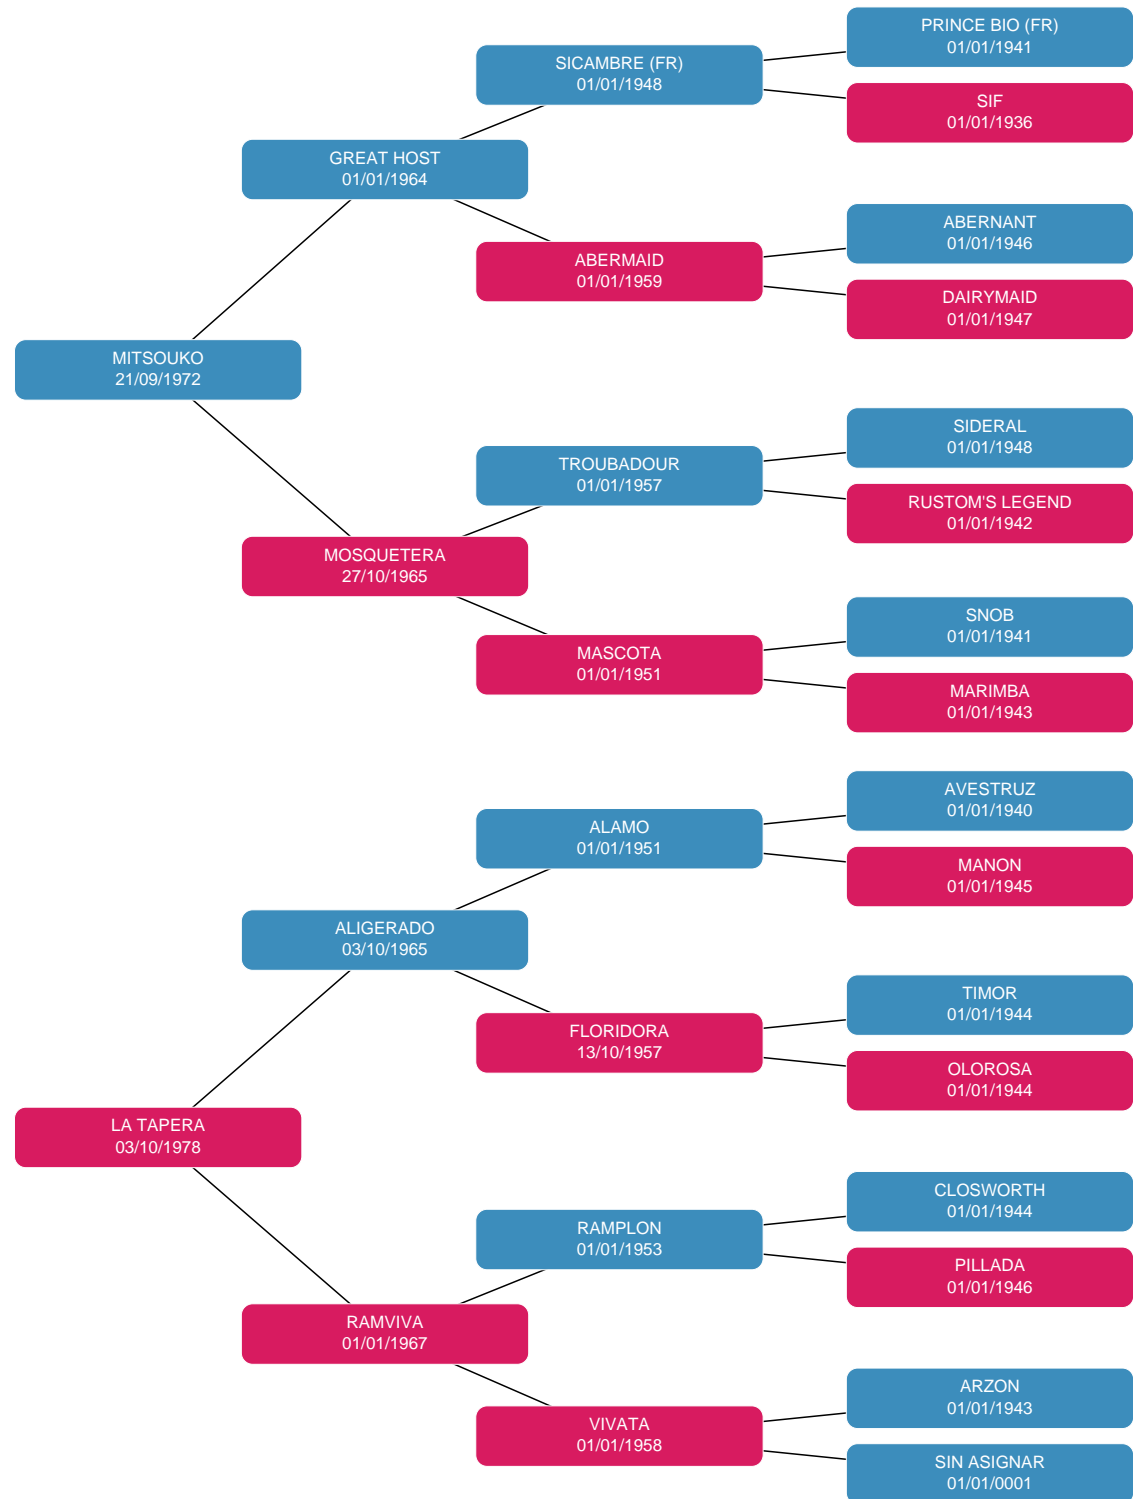 PRINCE BIO (FR)
01/01/1941
SICAMBRE (FR)
01/01/1948
SIF
01/01/1936
GREAT HOST
01/01/1964
ABERNANT
01/01/1946
ABERMAID
01/01/1959
DAIRYMAID
01/01/1947
MITSOUKO
21/09/1972
SIDERAL
01/01/1948
TROUBADOUR
01/01/1957
RUSTOM'S LEGEND
01/01/1942
MOSQUETERA
27/10/1965
SNOB
01/01/1941
MASCOTA
01/01/1951
MARIMBA
01/01/1943
AVESTRUZ
01/01/1940
ALAMO
01/01/1951
MANON
01/01/1945
ALIGERADO
03/10/1965
TIMOR
01/01/1944
FLORIDORA
13/10/1957
OLOROSA
01/01/1944
LA TAPERA
03/10/1978
CLOSWORTH
01/01/1944
RAMPLON
01/01/1953
PILLADA
01/01/1946
RAMVIVA
01/01/1967
ARZON
01/01/1943
VIVATA
01/01/1958
SIN ASIGNAR
01/01/0001